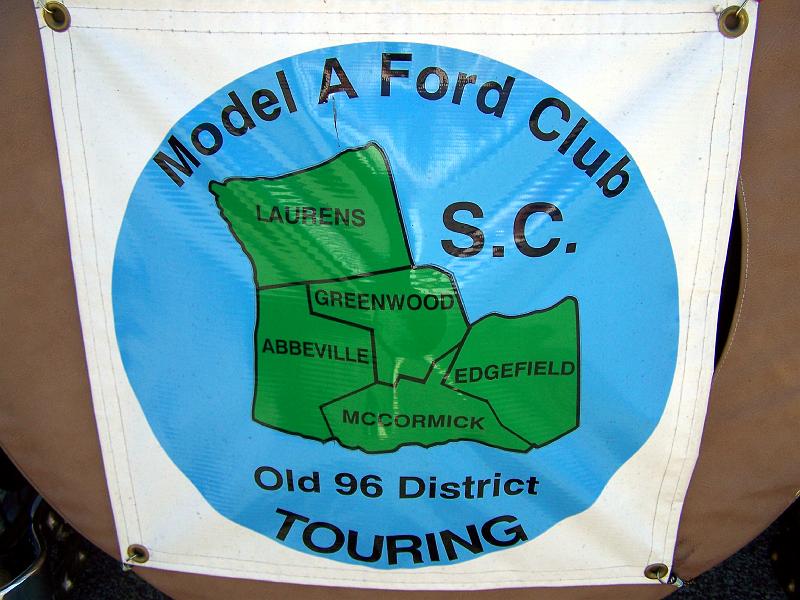 Model A Ford Club
S.C.
LAURENS
GREENWOOD
ABBEVILLE
EDGEFIELD
MCCORMICK
Old 96 District
TOURING